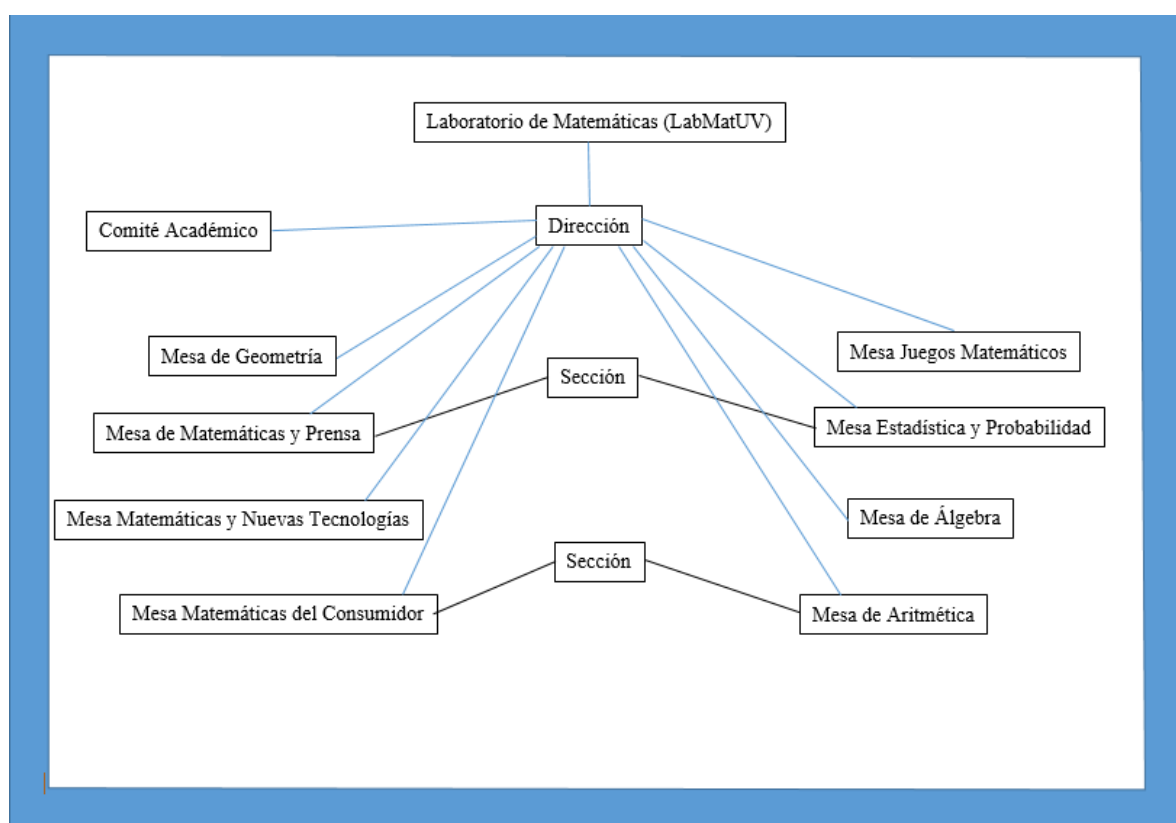 Laboratorio de Matemáticas (LabMatUV)
Comité Académico
Dirección
Mesa de Geometría
Mesa Juegos Matemáticos
Sección
Mesa de Matemáticas y Prensa
Mesa Estadística y Probabilidad
Mesa Matemáticas y Nuevas Tecnologías
Mesa de Álgebra
Sección
Mesa Matemáticas del Consumidor
Mesa de Aritmética